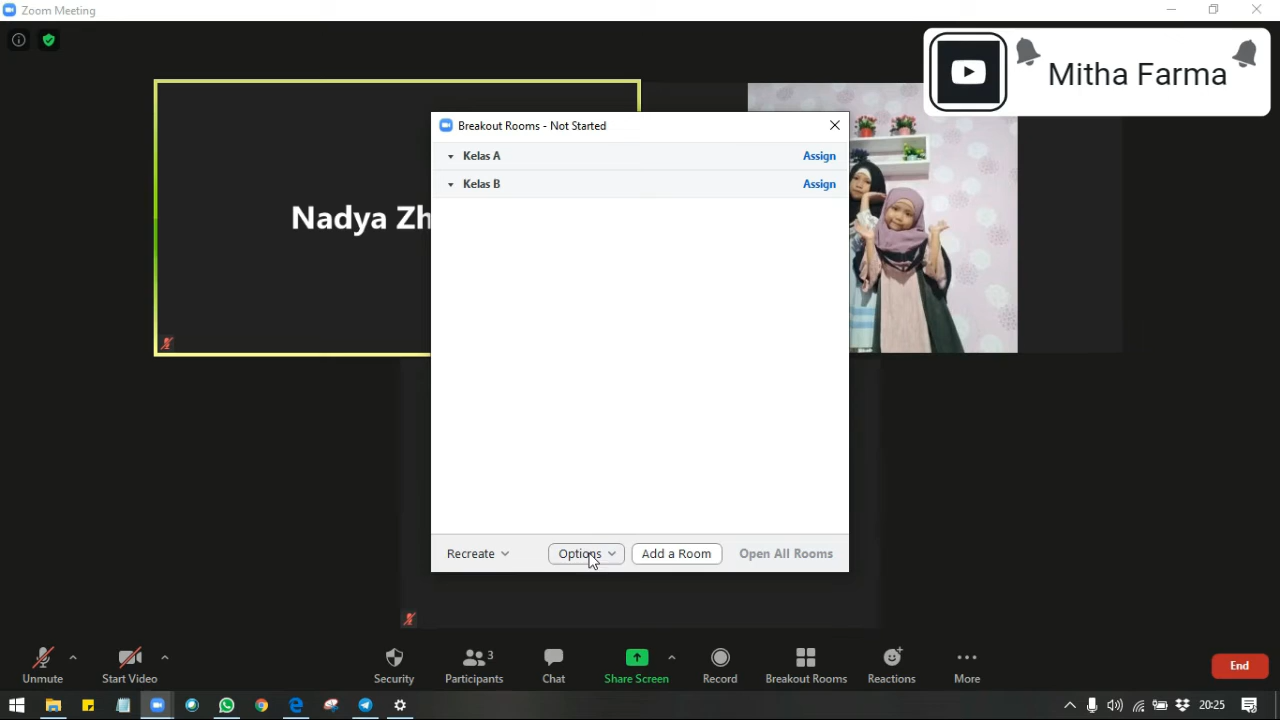 Zoom Meeting
Mitha Farma
Breakout Rooms - Not Started
Kelas A
Assign
Kelas B
Assign
Nadya Zh
Recreate
Options
Add a Room
Open All Rooms
Unmute
Start Video
Security
3
Participants
Chat
Share Screen
Record
Breakout Rooms
Reactions
More
End
20:25